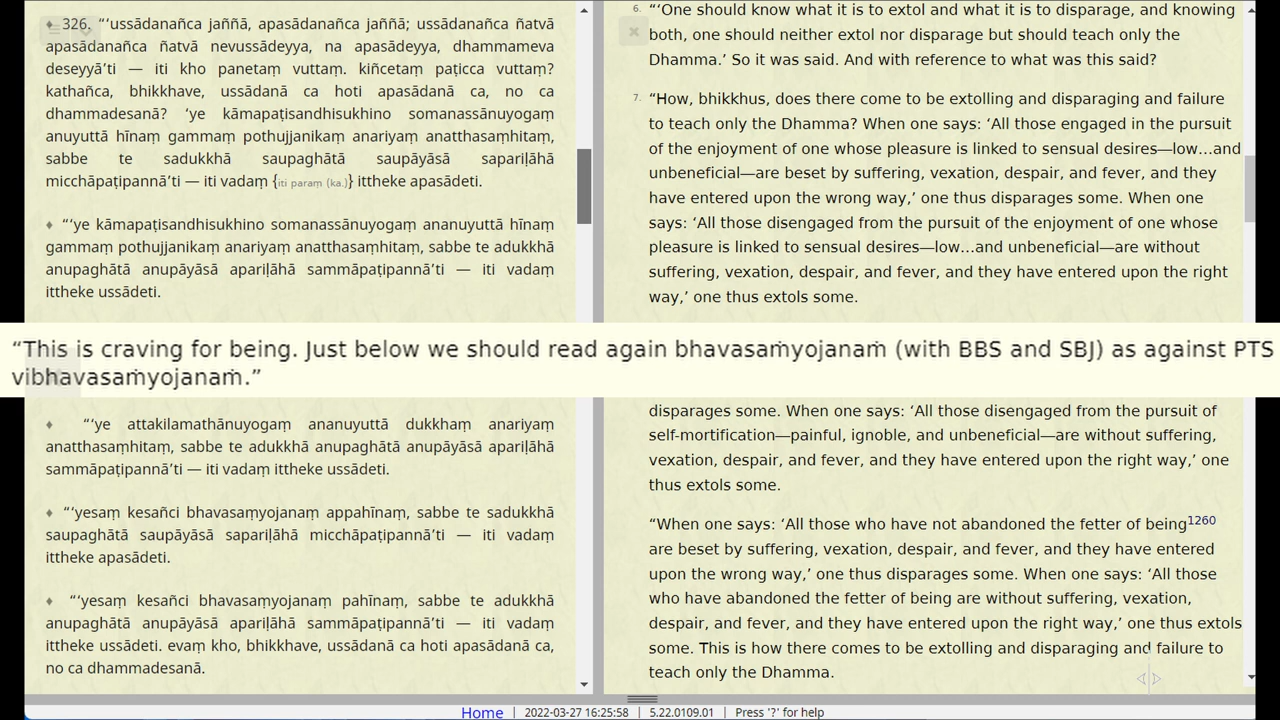 ♦ 326. “‘ussādanañca jaññā, apasādanañca jaññā; ussādanañca ñatvā
apasādanañca ñatvā nevussādeyya, na apasādeyya, dhammameva
deseyyā’ti — iti kho panetaṃ vuttaṃ. kiñcetaṃ paṭicca vuttaṃ?
kathañca, bhikkhave, ussādanā ca hoti apasādanā ca, no ca
dhammadesanā? ‘ye kāmapaṭisandhisukhino somanassānuyogaṃ
anuyuttā hīnaṃ gammaṃ pothujjanikaṃ anariyaṃ anatthasaṃhitaṃ,
sabbe te sadukkhā saupaghātā saupāyāsā sapariḷāhā
micchāpaṭipannā’ti — iti vadaṃ {iti paraṃ (ka.)} ittheke apasādeti.
♦ “‘ye kāmapaṭisandhisukhino somanassānuyogaṃ ananuyuttā hīnaṃ
gammaṃ pothujjanikaṃ anariyaṃ anatthasaṃhitaṃ, sabbe te adukkhā
anupaghātā anupāyāsā apariḷāhā sammāpaṭipannā’ti — iti vadaṃ
ittheke ussādeti.
♦ “‘ye attakilamathānuyogaṃ ananuyuttā dukkhaṃ anariyaṃ
anatthasaṃhitaṃ, sabbe te adukkhā anupaghātā anupāyāsā apariḷāhā
sammāpaṭipannā’ti — iti vadaṃ ittheke ussādeti.
♦ “‘yesaṃ kesañci bhavasaṃyojanaṃ appahīnaṃ, sabbe te sadukkhā
saupaghātā saupāyāsā sapariḷāhā micchāpaṭipannā’ti — iti vadaṃ
ittheke apasādeti.
♦ “‘yesaṃ kesañci bhavasaṃyojanaṃ pahīnaṃ, sabbe te adukkhā
anupaghātā anupāyāsā apariḷāhā sammāpaṭipannā’ti — iti vadaṃ
ittheke ussādeti. evaṃ kho, bhikkhave, ussādanā ca hoti apasādanā ca,
no ca dhammadesanā.
6. “‘One should know what it is to extol and what it is to disparage, and knowing
both, one should neither extol nor disparage but should teach only the
Dhamma.’ So it was said. And with reference to what was this said?
7. “How, bhikkhus, does there come to be extolling and disparaging and failure
to teach only the Dhamma? When one says: ‘All those engaged in the pursuit
of the enjoyment of one whose pleasure is linked to sensual desires—low…and
unbeneficial—are beset by suffering, vexation, despair, and fever, and they
have entered upon the wrong way,’ one thus disparages some. When one
says: ‘All those disengaged from the pursuit of the enjoyment of one whose
pleasure is linked to sensual desires—low…and unbeneficial—are without
suffering, vexation, despair, and fever, and they have entered upon the right
way,’ one thus extols some.
“This is craving for being. Just below we should read again bhavasaṁyojanaṁ (with BBS and SBJ) as against PTS
vibhavasaṁyojanaṁ.”
disparages some. When one says: ‘All those disengaged from the pursuit of
self-mortification—painful, ignoble, and unbeneficial—are without suffering,
vexation, despair, and fever, and they have entered upon the right way,’ one
thus extols some.
“When one says: ‘All those who have not abandoned the fetter of being1260
are beset by suffering, vexation, despair, and fever, and they have entered
upon the wrong way,’ one thus disparages some. When one says: ‘All those
who have abandoned the fetter of being are without suffering, vexation,
despair, and fever, and they have entered upon the right way,’ one thus extols
some. This is how there comes to be extolling and disparaging and failure to
teach only the Dhamma.
Home | 2022-03-27 16:25:58 | 5.22.0109.01 | Press '?' for help